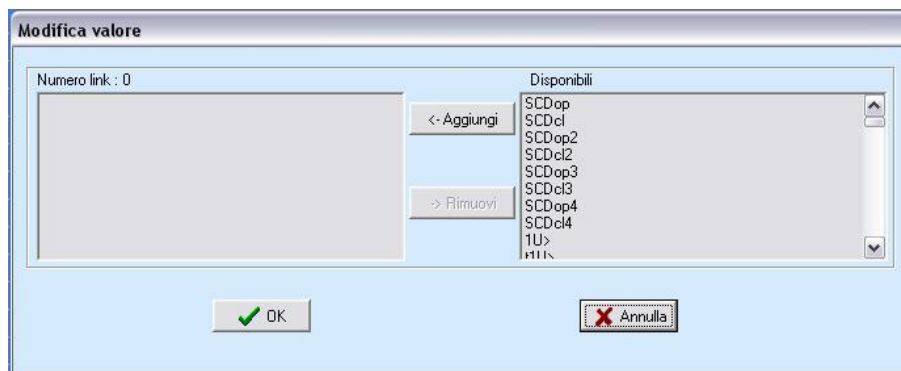 Modifica valore
Numero link : 0
Disponibili
<- Aggiungi
-> Rimuovi
SCDop
SCDcl
SCDop2
SCDcl2
SCDop3
SCDcl3
SCDop4
SCDcl4
1U>
t1U>
OK
Annulla